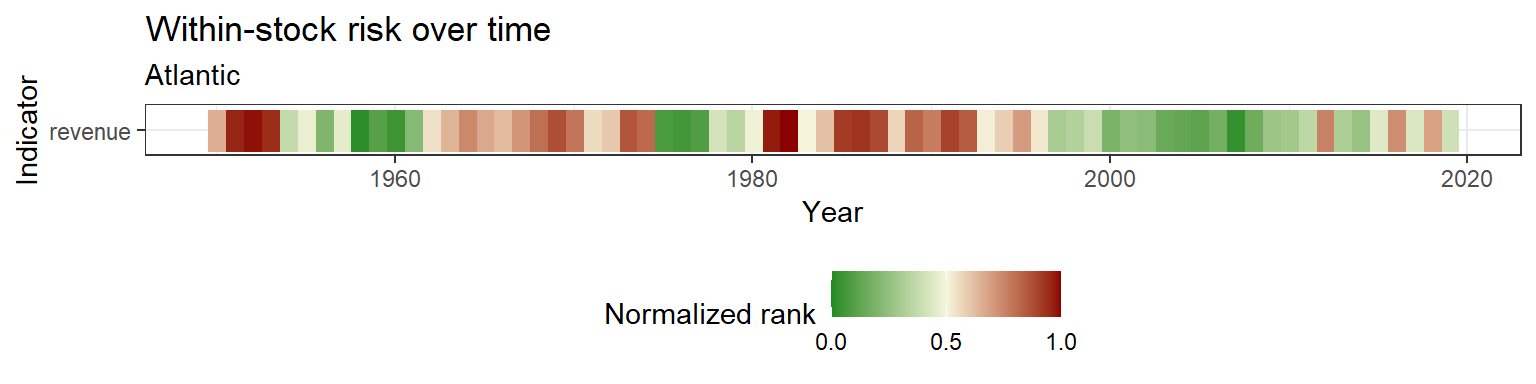 Within-stock risk over time
Atlantic
Indicator
revenue
1960 1980 2000 2020
Year
Normalized rank
0.0 0.5 1.0